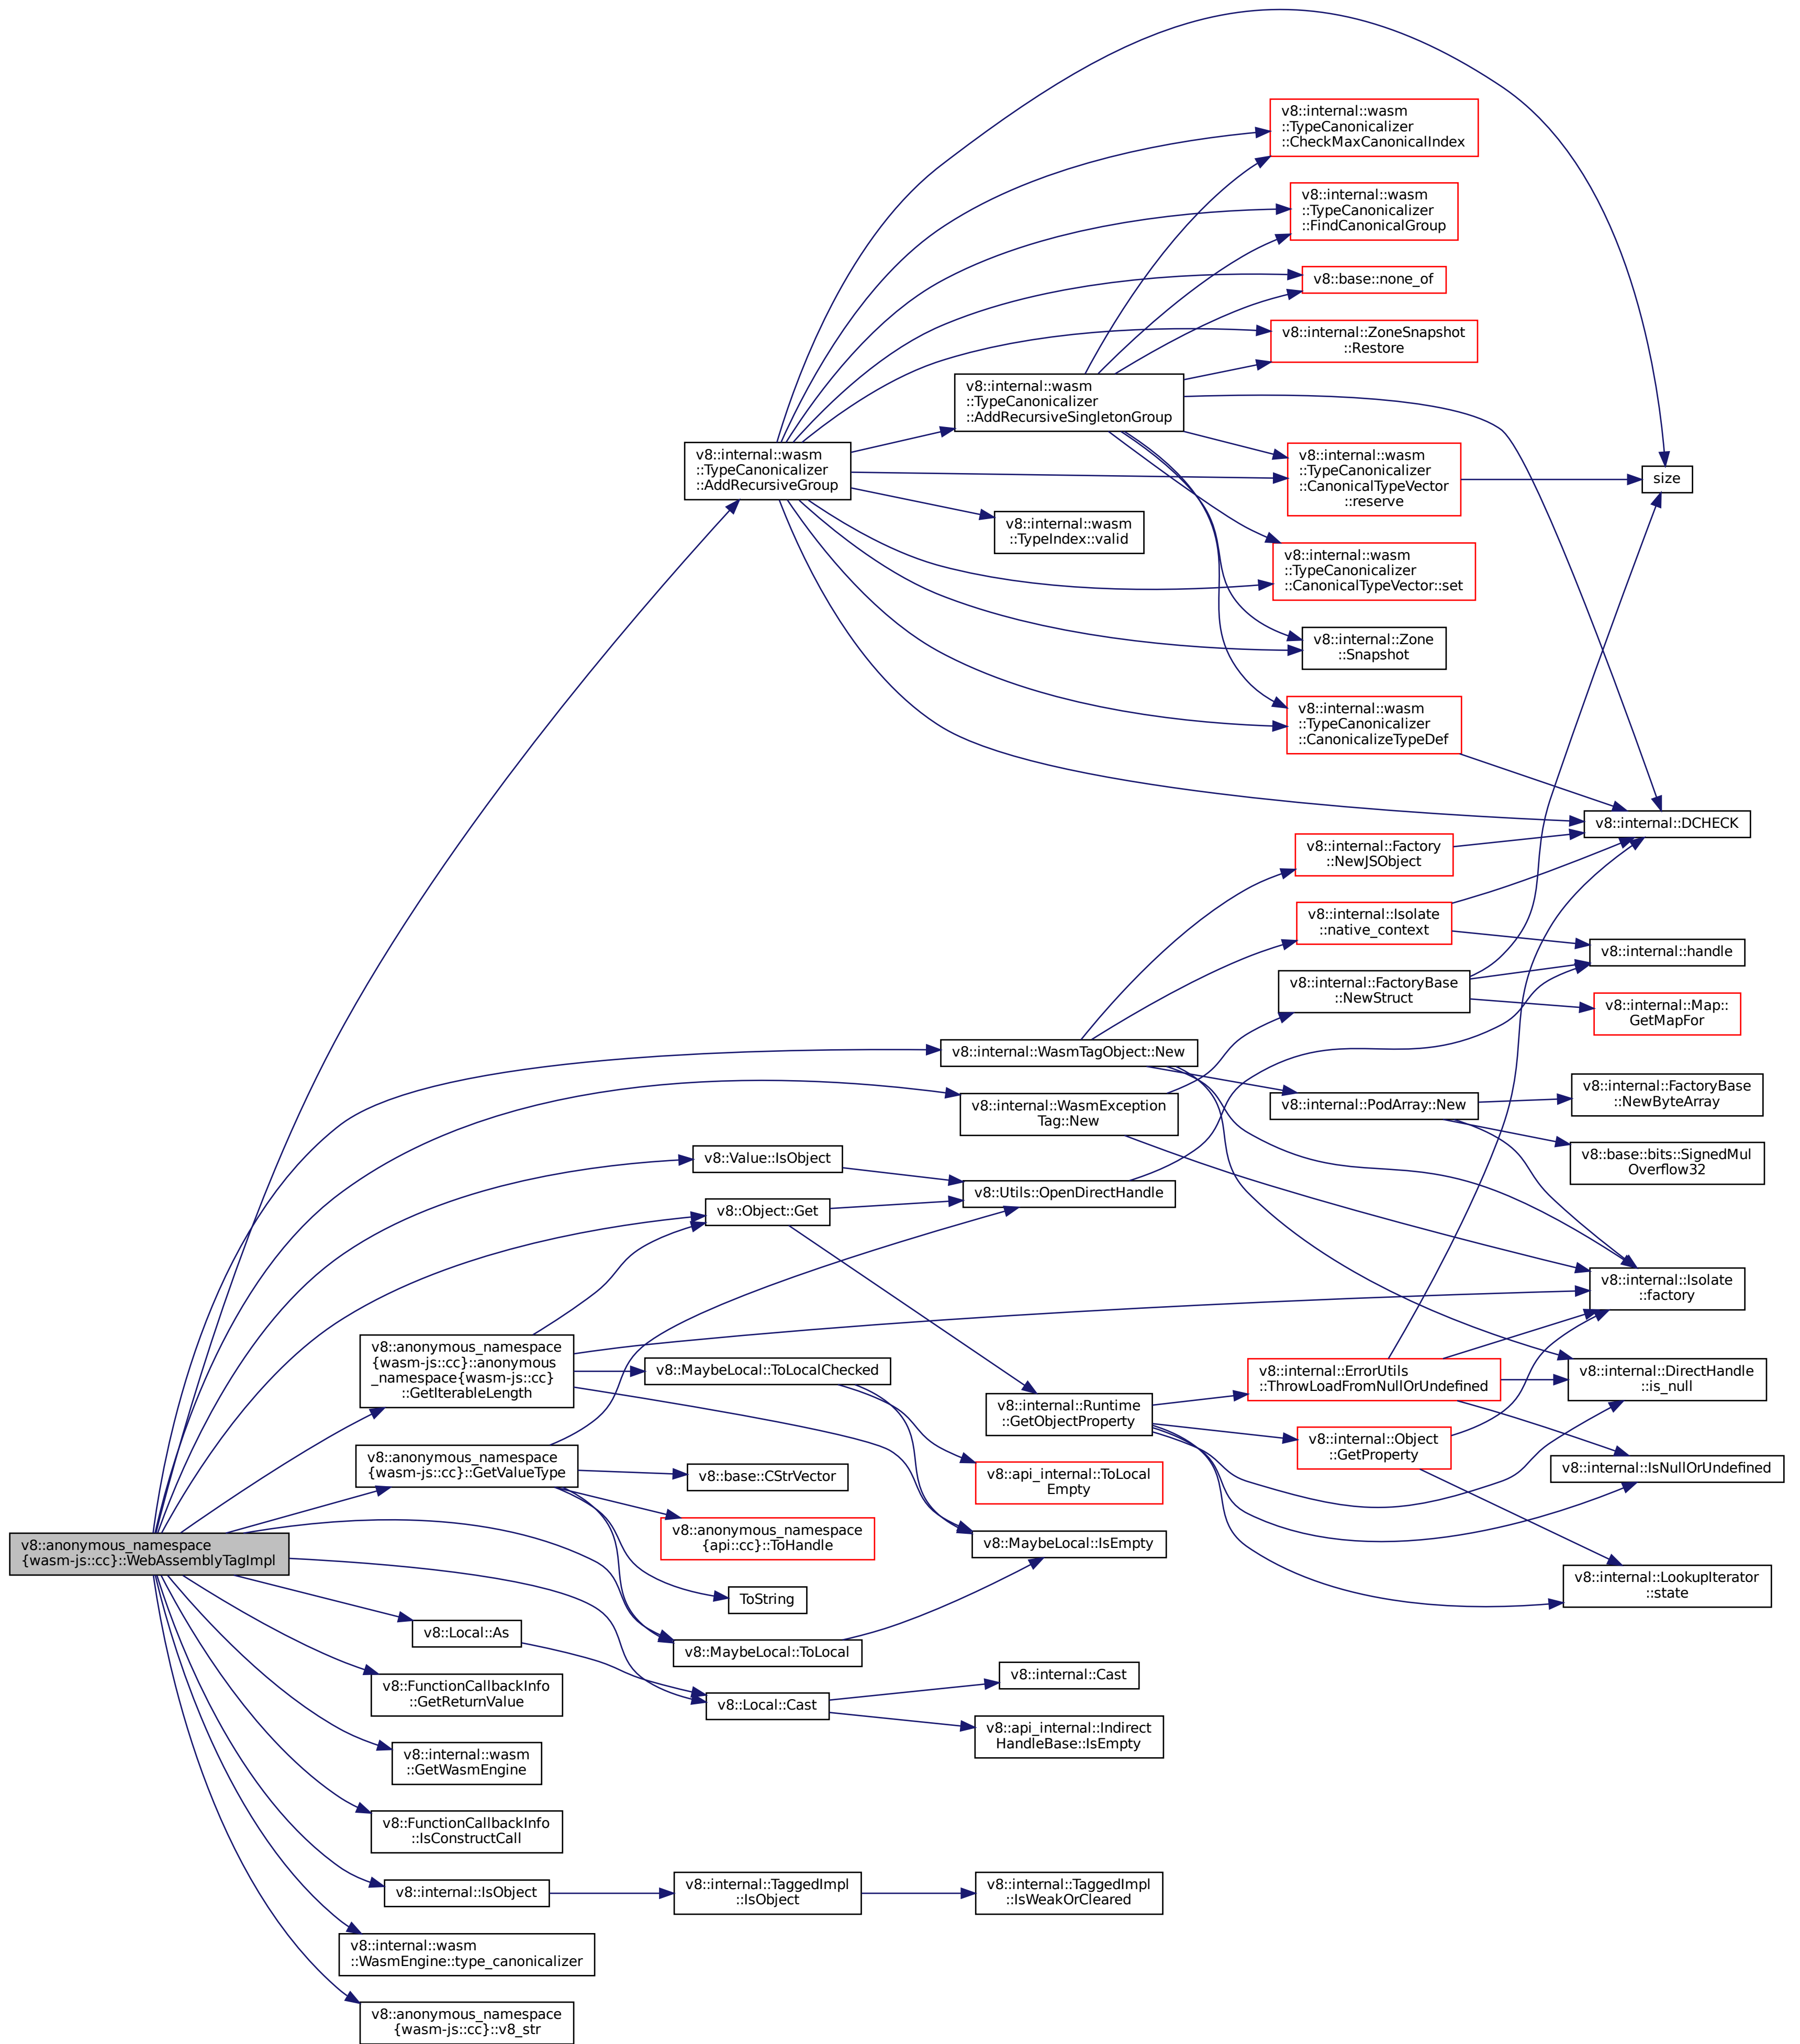 v8::internal::wasm
::TypeCanonicalizer
::CheckMaxCanonicalIndex
v8::internal::wasm
::TypeCanonicalizer
::FindCanonicalGroup
v8::base::none_of
v8::internal::ZoneSnapshot
::Restore
v8::internal::wasm
::TypeCanonicalizer
::AddRecursiveSingletonGroup
v8::internal::wasm
::TypeCanonicalizer
::AddRecursiveGroup
v8::internal::wasm
::TypeCanonicalizer
::CanonicalTypeVector
::reserve
size
v8::internal::wasm
::TypeIndex::valid
v8::internal::wasm
::TypeCanonicalizer
::CanonicalTypeVector::set
v8::internal::Zone
::Snapshot
v8::internal::wasm
::TypeCanonicalizer
::CanonicalizeTypeDef
v8::internal::DCHECK
v8::internal::Factory
::NewJSObject
v8::internal::Isolate
::native_context
v8::internal::handle
v8::internal::FactoryBase
::NewStruct
v8::internal::Map::
GetMapFor
v8::internal::WasmTagObject::New
v8::internal::WasmException
Tag::New
v8::internal::PodArray::New
v8::internal::FactoryBase
::NewByteArray
v8::base::bits::SignedMul
Overflow32
v8::Value::IsObject
v8::Utils::OpenDirectHandle
v8::Object::Get
v8::internal::Isolate
::factory
v8::anonymous_namespace
{wasm-js::cc}::anonymous
_namespace{wasm-js::cc}
::GetIterableLength
v8::MaybeLocal::ToLocalChecked
v8::internal::ErrorUtils
::ThrowLoadFromNullOrUndefined
v8::internal::DirectHandle
::is_null
v8::internal::Runtime
::GetObjectProperty
v8::internal::Object
::GetProperty
v8::internal::IsNullOrUndefined
v8::anonymous_namespace
{wasm-js::cc}::GetValueType
v8::base::CStrVector
v8::api_internal::ToLocal
Empty
v8::anonymous_namespace
{api::cc}::ToHandle
v8::MaybeLocal::IsEmpty
v8::anonymous_namespace
{wasm-js::cc}::WebAssemblyTagImpl
v8::internal::LookupIterator
::state
ToString
v8::Local::As
v8::MaybeLocal::ToLocal
v8::internal::Cast
v8::FunctionCallbackInfo
::GetReturnValue
v8::Local::Cast
v8::api_internal::Indirect
HandleBase::IsEmpty
v8::internal::wasm
::GetWasmEngine
v8::FunctionCallbackInfo
::IsConstructCall
v8::internal::IsObject
v8::internal::TaggedImpl
::IsObject
v8::internal::TaggedImpl
::IsWeakOrCleared
v8::internal::wasm
::WasmEngine::type_canonicalizer
v8::anonymous_namespace
{wasm-js::cc}::v8_str